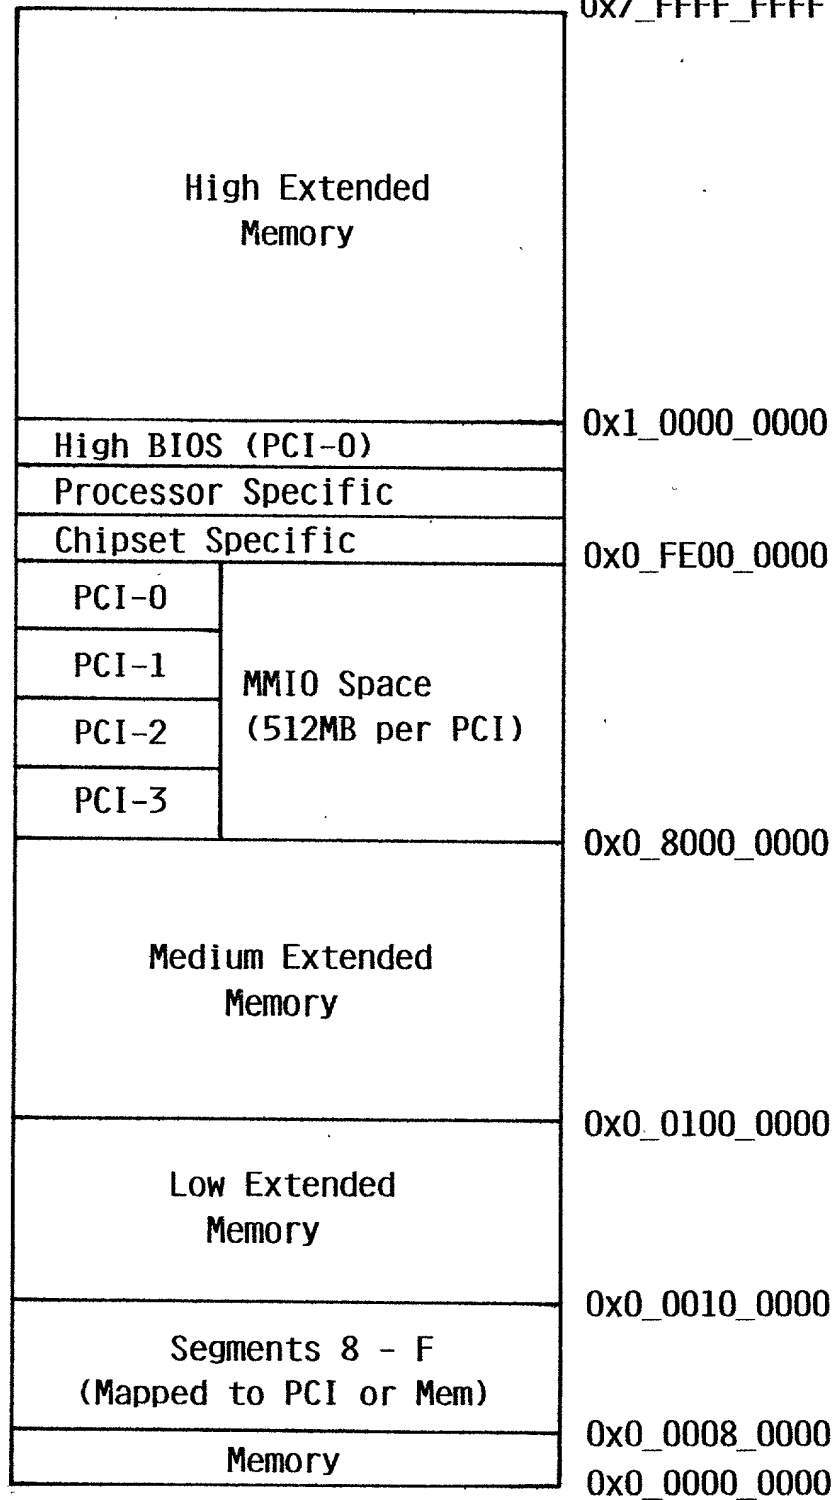 0x7_FFFF_FFFF
High Extended
Memory
0x1_0000_0000
High BIOS (PCI-0)
Processor Specific
Chipset Specific
0x0_FE00_0000
PCI-0
PCI-1
PCI-2
PCI-3
MMIO Space
(512MB per PCI)
0x0_8000_0000
Medium Extended
Memory
0x0_0100_0000
Low Extended
Memory
0x0_0010_0000
Segments 8 - F
(Mapped to PCI or Mem)
0x0_0008_0000
Memory
0x0_0000_0000